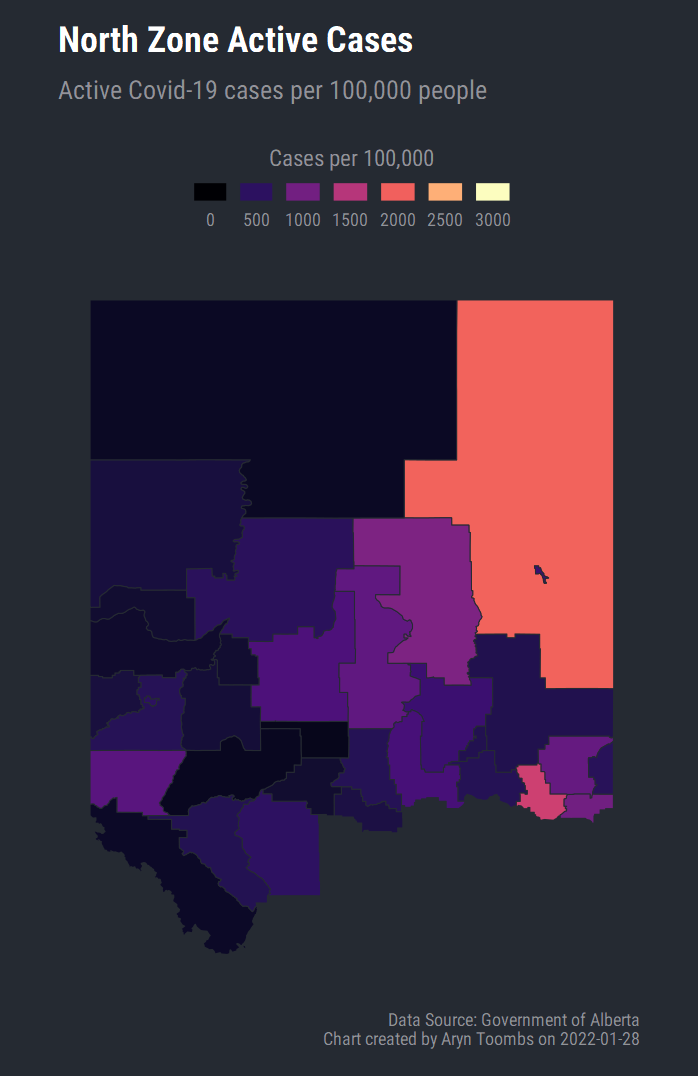 North Zone Active Cases
Active Covid-19 cases per 100,000 people
Cases per 100,000
0 500 1000 1500 2000 2500 3000
Data Source: Government of Alberta
Chart created by Aryn Toombs on 2022-01-28